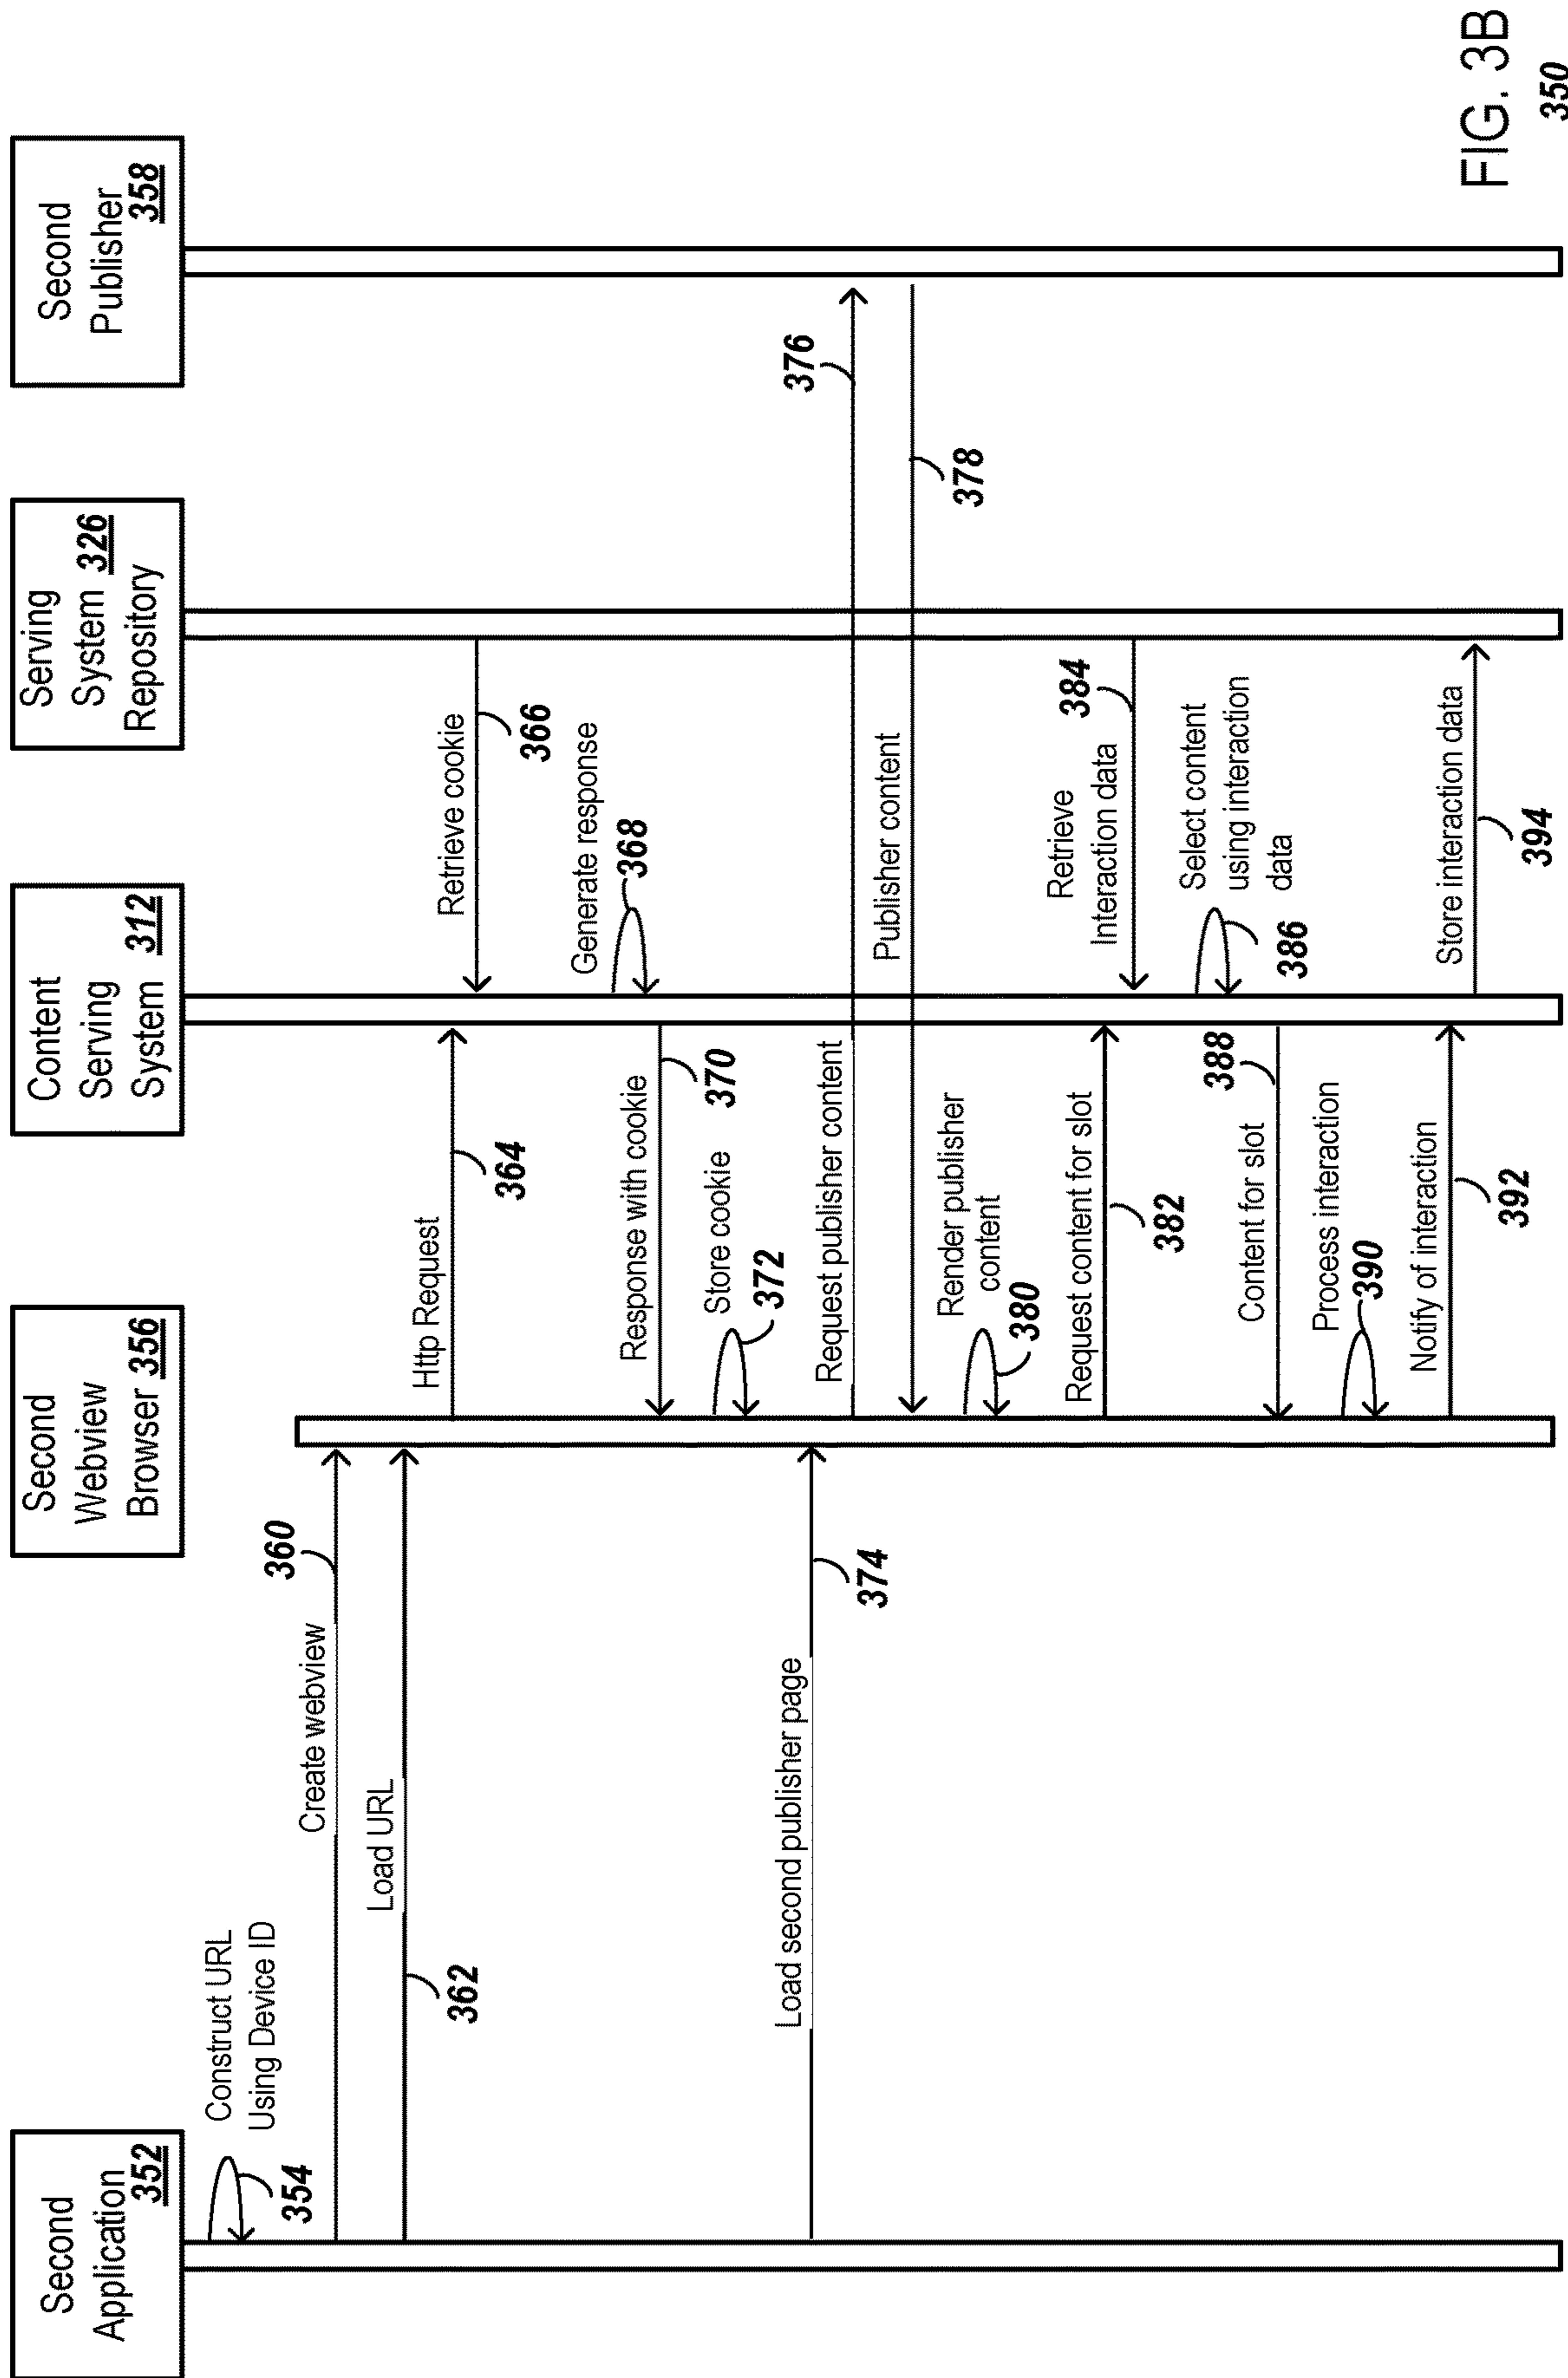 Second
Application
352
Second
Webview
Browser 356
Content
Serving
System 312
Serving
System 326
Repository
Second
Publisher
358
Construct URL
Using Device ID
354
Create webview
360
Load URL
362
Http Request
364
Retrieve cookie
366
Generate response
368
Response with cookie
370
Store cookie
372
Load second publisher page
374
Request publisher content
376
Publisher content
378
Render publisher
content
380
Request content for slot
382
Retrieve
Interaction data
384
Select content
using interaction
data
386
Content for slot
388
Process interaction
390
Notify of interaction
392
Store interaction data
394
FIG. 3B
350